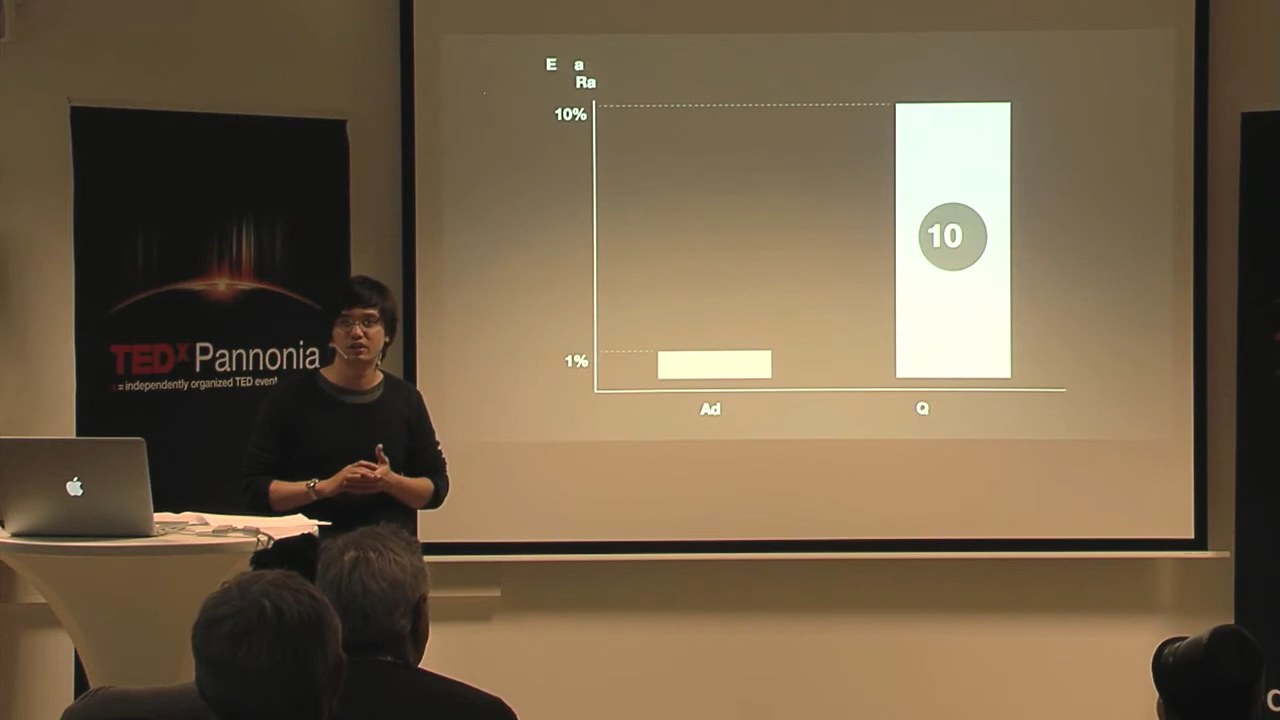 E a
Ra
10%
10
1%
Ad
Q
TEDx Pannonia
x = independently organized TED event